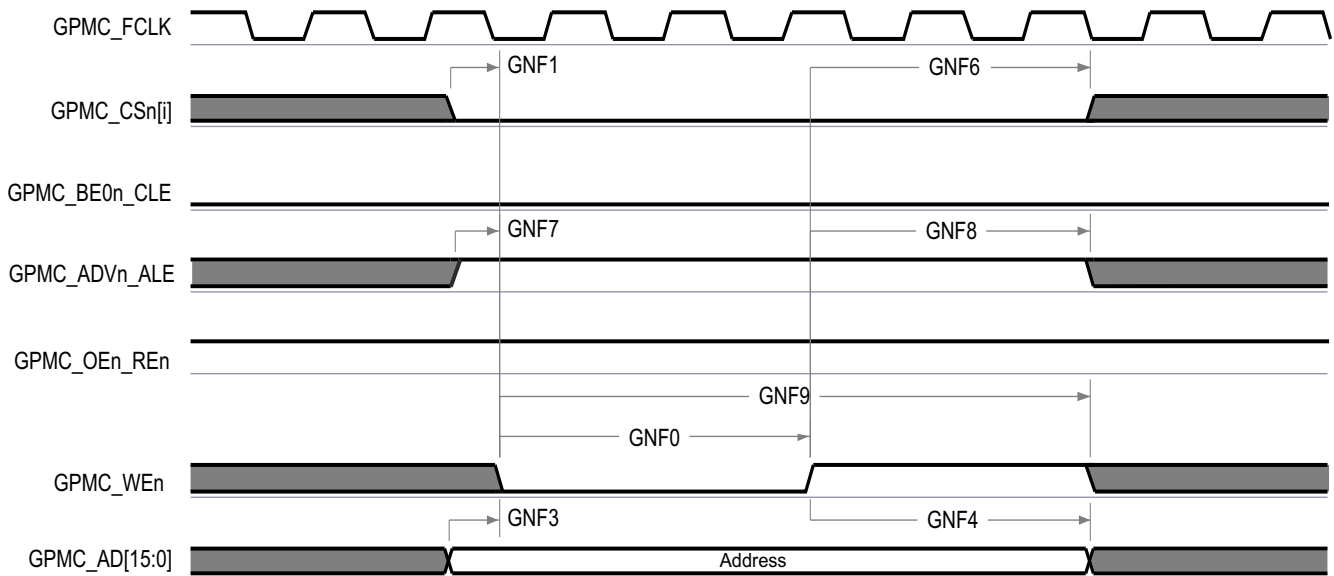 GPMC_FCLK
GNF1
GNF6
GPMC_CSn[i]
GPMC_BE0n_CLE
GNF7
GNF8
GPMC_ADVn_ALE
GPMC_OEn_REn
GNF9
GNF0
GPMC_WEn
GNF3
GNF4
GPMC_AD[15:0]
Address